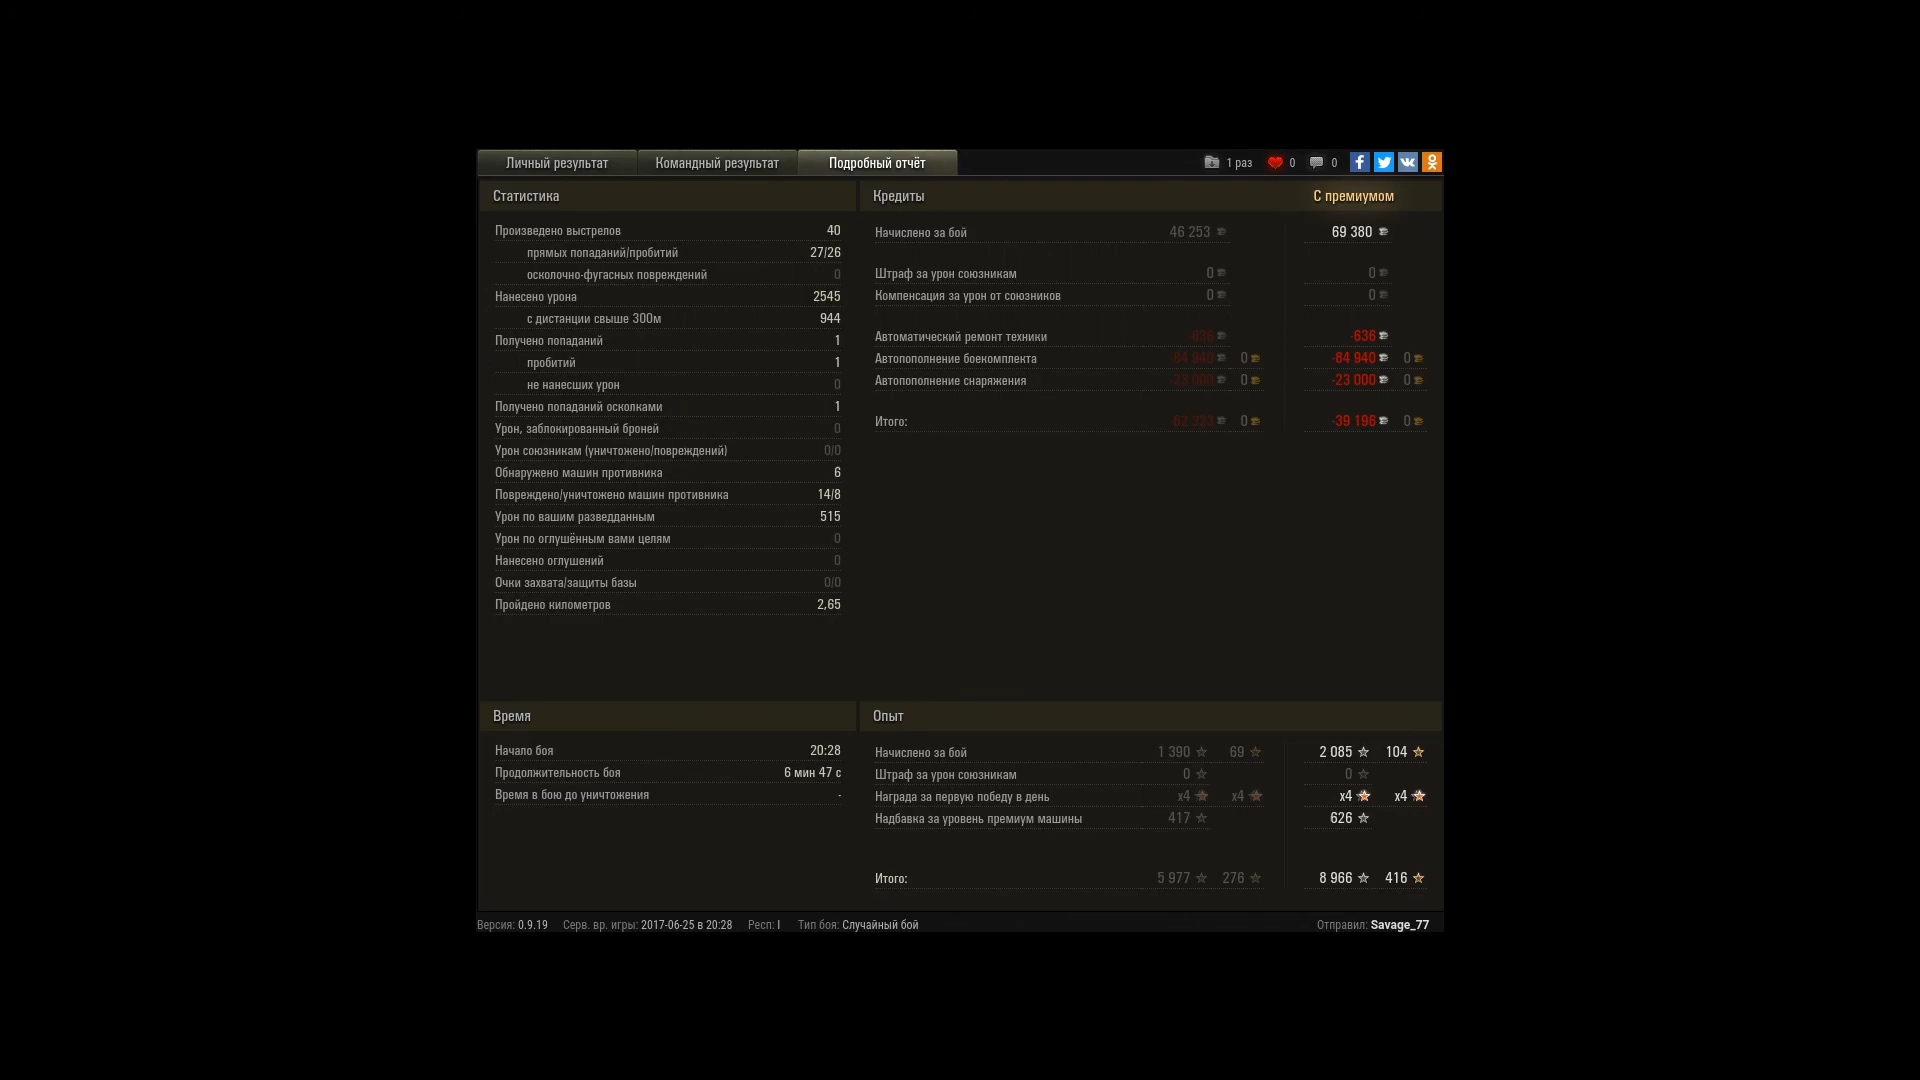 Личный результат Командный результат Подробный отчёт 1 раз 0 0
Статистика
Произведено выстрелов 40
прямых попаданий/пробитий 27/26
осколочно-фугасных повреждений 0
Нанесено урона 2545
с дистанции свыше 300м 944
Получено попаданий 1
пробитий 1
не нанесших урон 0
Получено попаданий осколками 1
Урон, заблокированный броней 0
Урон союзникам (уничтожено/повреждений) 0/0
Обнаружено машин противника 6
Повреждено/уничтожено машин противника 14/8
Урон по вашим разведданным 515
Урон по оглушённым вами целям 0
Нанесено оглушений 0
Очки захвата/защиты базы 0/0
Пройдено километров 2,65
Кредиты С премиумом
Начислено за бой 46 253 69 380
Штраф за урон союзникам 0 0
Компенсация за урон от союзников 0 0
Автоматический ремонт техники -636 -636
Автопополнение боекомплекта -84 940 0 -84 940 0
Автопополнение снаряжения -23 000 0 -23 000 0
Итого: -62 323 0 -39 196 0
Время
Начало боя 20:28
Продолжительность боя 6 мин 47 с
Время в бою до уничтожения -
Опыт
Начислено за бой 1 390 69 2 085 104
Штраф за урон союзникам 0 0
Награда за первую победу в день x4 x4 x4 x4
Надбавка за уровень премиум машины 417 626
Итого: 5 977 276 8 966 416
Версия: 0.9.19 Серв. вр. игры: 2017-06-25 в 20:28 Респ: I Тип боя: Случайный бой Отправил: Savage_77